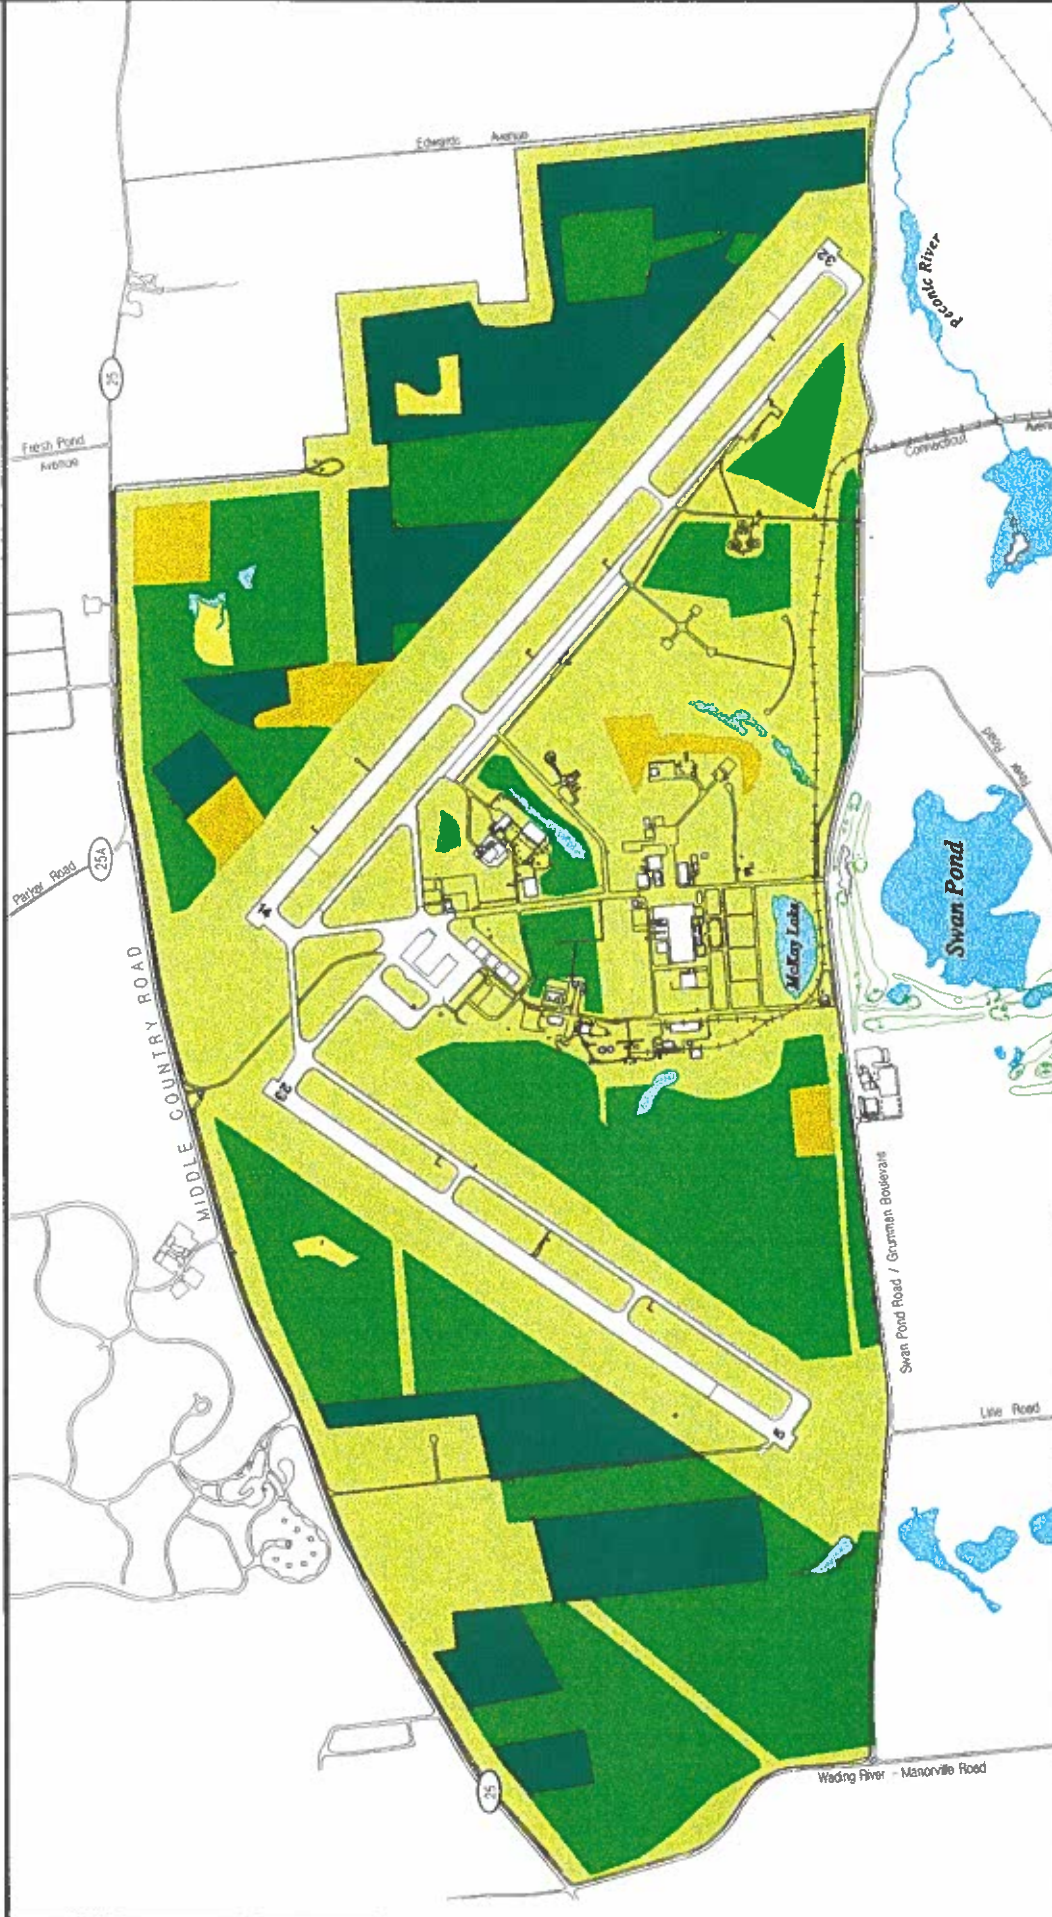 Edwards Avenue
Peconic River
32
25
Fresh Pond
Avenue
Connecticut Avenu
River
Road
Parker Road
25A
14
Swan Pond
McKay Lake
MIDDLE COUNTRY ROAD
23
Swan Pond Road / Grumman Boulevard
Line Road
5
Wading River - Manorville Road
25